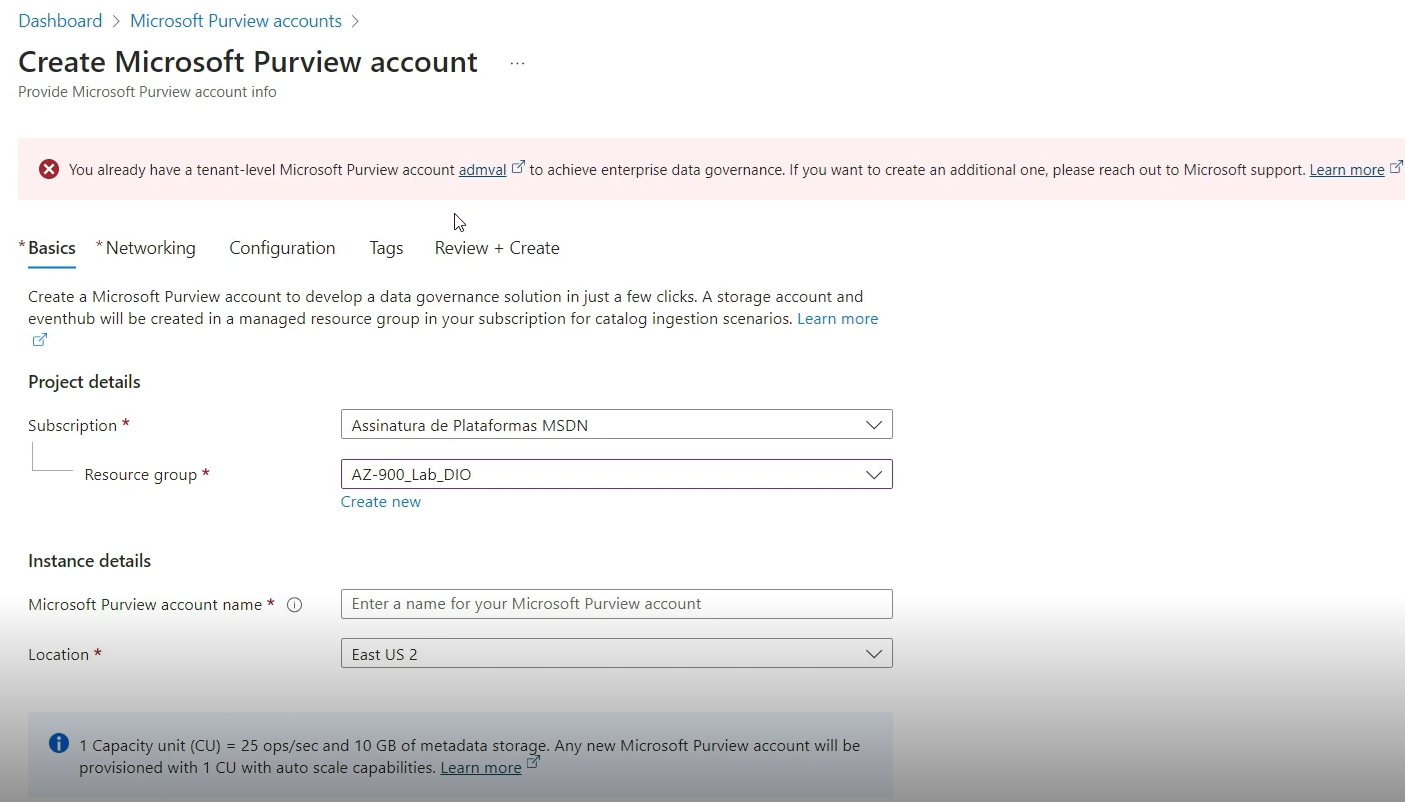 Dashboard > Microsoft Purview accounts >
Create Microsoft Purview account ...
Provide Microsoft Purview account info
You already have a tenant-level Microsoft Purview account admval to achieve enterprise data governance. If you want to create an additional one, please reach out to Microsoft support. Learn more
* Basics * Networking Configuration Tags Review + Create
Create a Microsoft Purview account to develop a data governance solution in just a few clicks. A storage account and
eventhub will be created in a managed resource group in your subscription for catalog ingestion scenarios. Learn more
Project details
Subscription * Assinatura de Plataformas MSDN
Resource group * AZ-900_Lab_DIO
Create new
Instance details
Microsoft Purview account name * Enter a name for your Microsoft Purview account
Location * East US 2
1 Capacity unit (CU) = 25 ops/sec and 10 GB of metadata storage. Any new Microsoft Purview account will be
provisioned with 1 CU with auto scale capabilities. Learn more